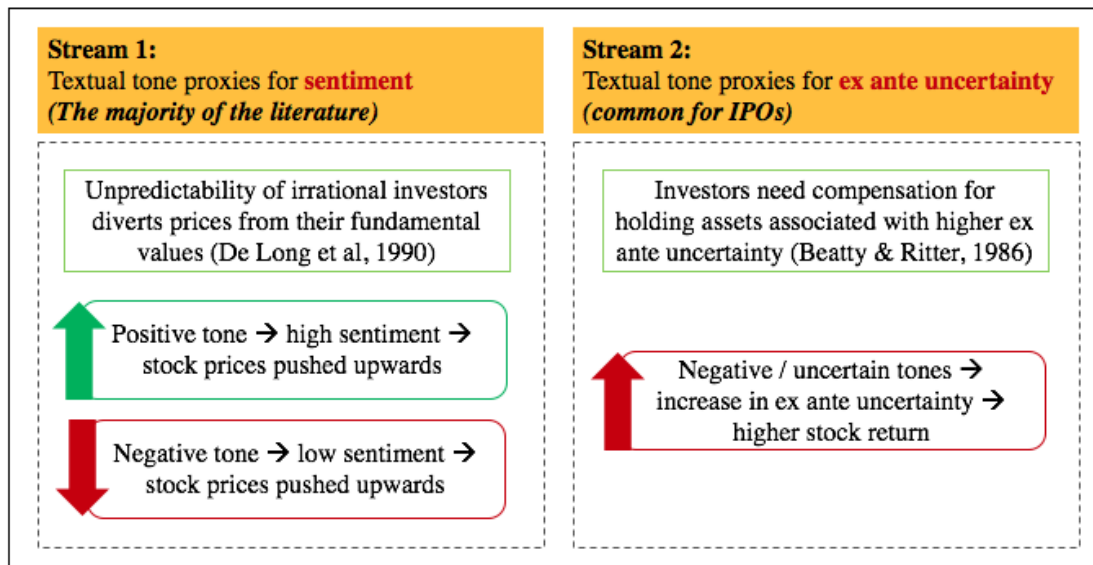 Stream 1:
Textual tone proxies for sentiment
(The majority of the literature)
Unpredictability of irrational investors
diverts prices from their fundamental
values (De Long et al, 1990)
Positive tone → high sentiment →
stock prices pushed upwards
Negative tone → low sentiment →
stock prices pushed upwards
Stream 2:
Textual tone proxies for ex ante uncertainty
(common for IPOs)
Investors need compensation for
holding assets associated with higher ex
ante uncertainty (Beatty & Ritter, 1986)
Negative / uncertain tones →
increase in ex ante uncertainty →
higher stock return